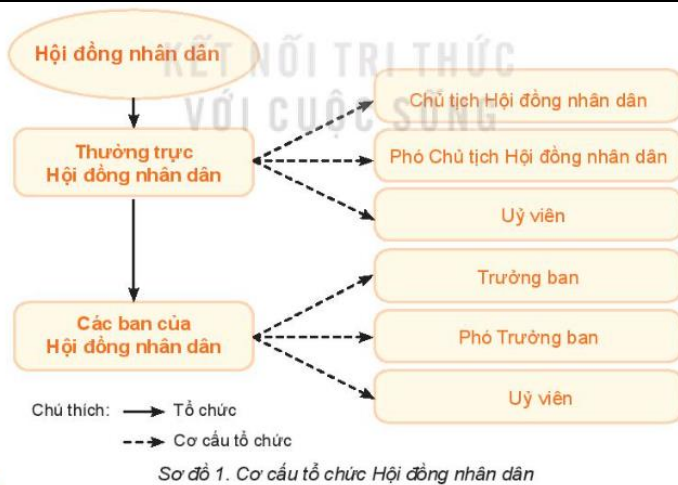 KẾT NỐI TRI THỨC
VỚI CUỘC SỐNG
Hội đồng nhân dân
Thường trực
Hội đồng nhân dân
Chủ tịch Hội đồng nhân dân
Phó Chủ tịch Hội đồng nhân dân
Uỷ viên
Các ban của
Hội đồng nhân dân
Trưởng ban
Phó Trưởng ban
Uỷ viên
Chú thích:
Tổ chức
Cơ cấu tổ chức
Sơ đồ 1. Cơ cấu tổ chức Hội đồng nhân dân